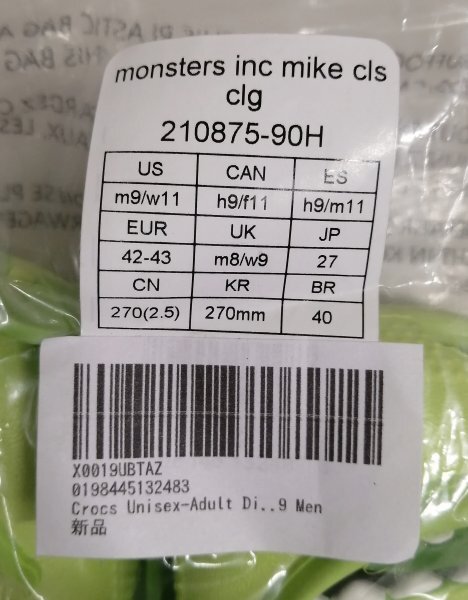 monsters inc mike cls
clg
210875-90H
US CAN ES
m9/w11 h9/f11 h9/m11
EUR UK JP
42-43 m8/w9 27
CN KR BR
270(2.5) 270mm 40
X0019UBTAZ
0198445132483
Crocs Unisex-Adult Di..9 Men
新品